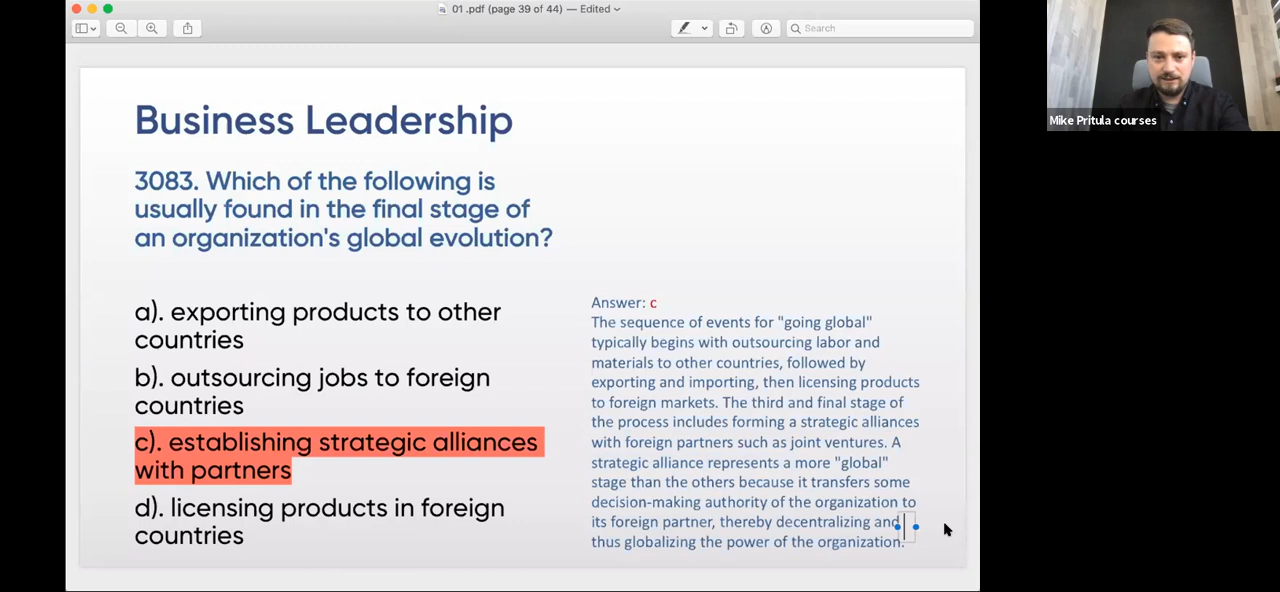 01 .pdf (page 39 of 44) — Edited
Search
Mike Pritula courses
Business Leadership
3083. Which of the following is
usually found in the final stage of
an organization's global evolution?
a). exporting products to other
countries
b). outsourcing jobs to foreign
countries
c). establishing strategic alliances
with partners
d). licensing products in foreign
countries
Answer: c
The sequence of events for "going global"
typically begins with outsourcing labor and
materials to other countries, followed by
exporting and importing, then licensing products
to foreign markets. The third and final stage of
the process includes forming a strategic alliances
with foreign partners such as joint ventures. A
strategic alliance represents a more "global"
stage than the others because it transfers some
decision-making authority of the organization to
its foreign partner, thereby decentralizing and
thus globalizing the power of the organization.